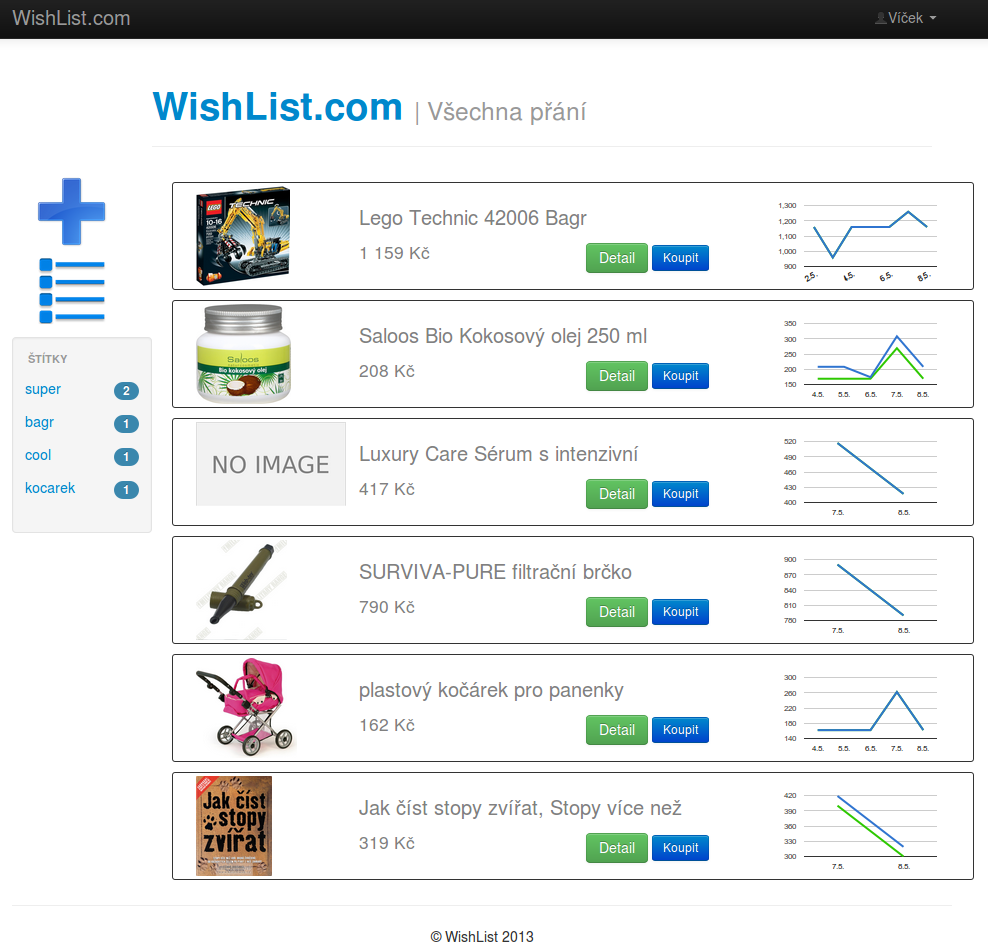 WishList.com
Víček
WishList.com | Všechna přání
ŠTÍTKY
super 2
bagr 1
cool 1
kocarek 1
LEGO TECHNIC
10-16
Lego Technic 42006 Bagr
1 159 Kč
Detail Koupit
1,300
1,200
1,100
1,000
900
2.5. 4.5. 6.5. 8.5.
Saloos
Bio kokosový olej
Saloos Bio Kokosový olej 250 ml
208 Kč
Detail Koupit
350
300
250
200
150
4.5. 5.5. 6.5. 7.5. 8.5.
NO IMAGE
Luxury Care Sérum s intenzivní
417 Kč
Detail Koupit
520
490
460
430
400
7.5. 8.5.
SURVIVA-PURE filtrační brčko
790 Kč
Detail Koupit
900
870
840
810
780
7.5. 8.5.
plastový kočárek pro panenky
162 Kč
Detail Koupit
300
260
220
180
140
4.5. 5.5. 6.5. 7.5. 8.5.
Jak číst
stopy
zvířat
Jak číst stopy zvířat, Stopy více než
319 Kč
Detail Koupit
420
390
360
330
300
7.5. 8.5.
© WishList 2013